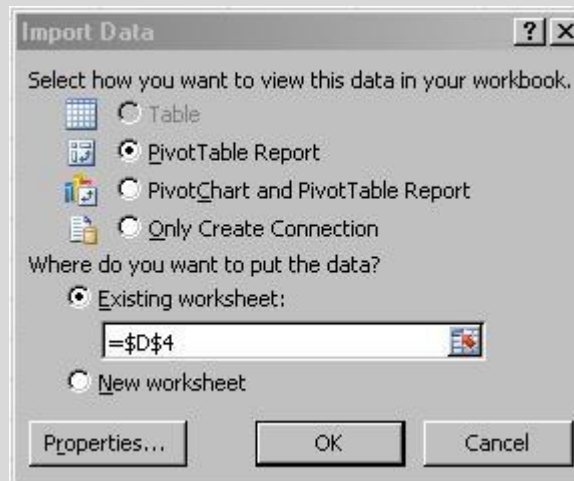 Import Data
?
X
Select how you want to view this data in your workbook.
Table
PivotTable Report
PivotChart and PivotTable Report
Only Create Connection
Where do you want to put the data?
Existing worksheet:
=$D$4
New worksheet
Properties... OK Cancel